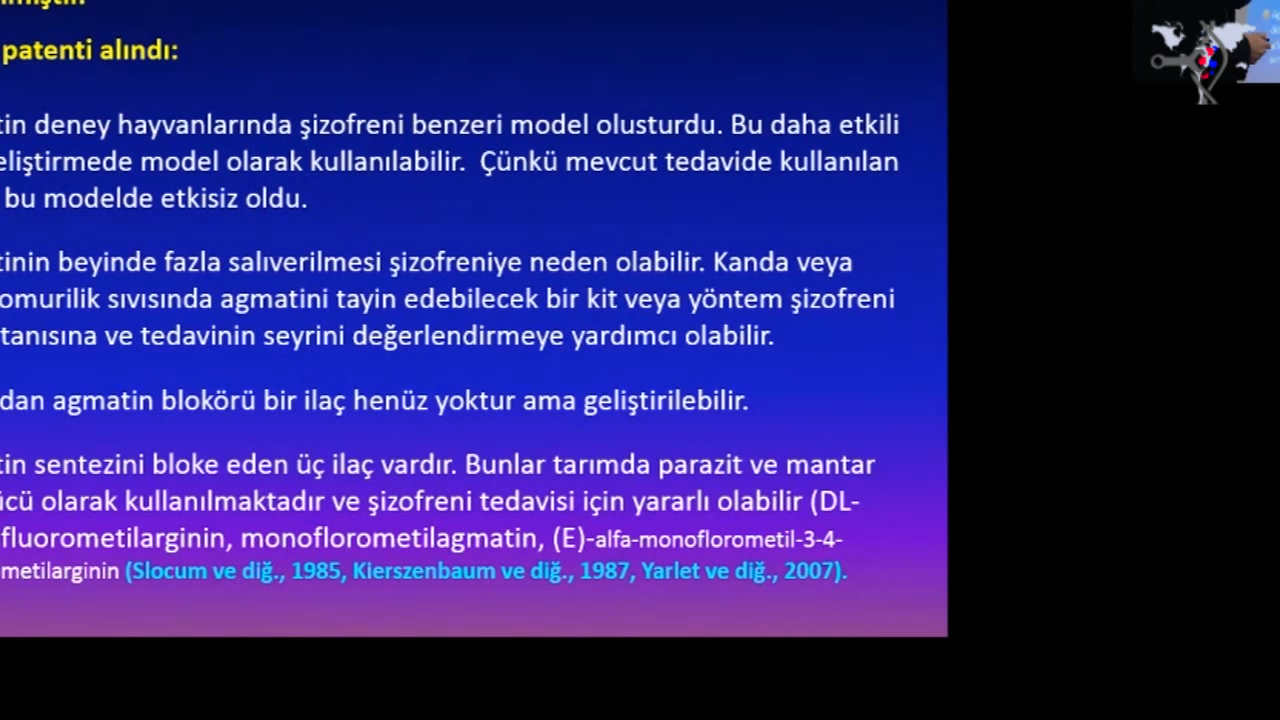 patenti alındı:
tin deney hayvanlarında şizofreni benzeri model olusturdu. Bu daha etkili
eliştirmede model olarak kullanılabilir. Çünkü mevcut tedavide kullanılan
bu modelde etkisiz oldu.
tinin beyinde fazla salıverilmesi şizofreniye neden olabilir. Kanda veya
omurilik sıvısında agmatini tayin edebilecek bir kit veya yöntem şizofreni
tanısına ve tedavinin seyrini değerlendirmeye yardımcı olabilir.
dan agmatin blokörü bir ilaç henüz yoktur ama geliştirilebilir.
tin sentezini bloke eden üç ilaç vardır. Bunlar tarımda parazit ve mantar
cü olarak kullanılmaktadır ve şizofreni tedavisi için yararlı olabilir (DL-
fluorometilarginin, monoflorometilagmatin, (E)-alfa-monoflorometil-3-4-
metilarginin (Slocum ve diğ., 1985, Kierszenbaum ve diğ., 1987, Yarlet ve diğ., 2007).